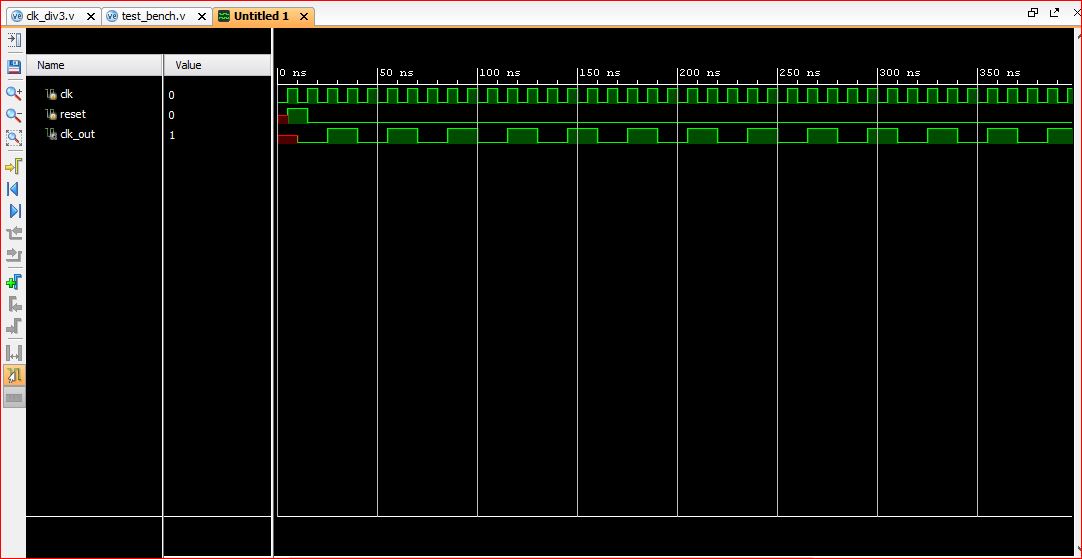 clk_div3.v test_bench.v Untitled 1
Name Value
0 ns 50 ns 100 ns 150 ns 200 ns 250 ns 300 ns 350 ns
clk 0
reset 0
clk_out 1